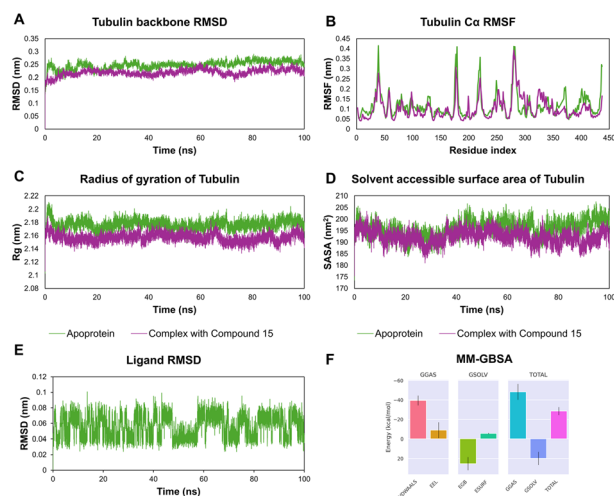 A
Tubulin backbone RMSD
RMSD (nm)
0.35
0.3
0.25
0.2
0.15
0.1
0.05
0
0 20 40 60 80 100
Time (ns)
B
Tubulin Cα RMSF
RMSF (nm)
0.45
0.4
0.35
0.3
0.25
0.2
0.15
0.1
0.05
0
0 50 100 150 200 250 300 350 400 450
Residue index
C
Radius of gyration of Tubulin
Rg (nm)
2.22
2.2
2.18
2.16
2.14
2.12
2.1
2.08
0 20 40 60 80 100
Time (ns)
D
Solvent accessible surface area of Tubulin
SASA (nm²)
210
205
200
195
190
185
180
175
170
0 20 40 60 80 100
Time (ns)
Apoprotein Complex with Compound 15
Apoprotein Complex with Compound 15
E
Ligand RMSD
RMSD (nm)
0.12
0.1
0.08
0.06
0.04
0.02
0
0 20 40 60 80 100
Time (ns)
F
MM-GBSA
GGAS GSOLV TOTAL
Energy (kcal/mol)
−60
−40
−20
0
20
VDWAALS EEL EGB ESURF GGAS GSOLV TOTAL